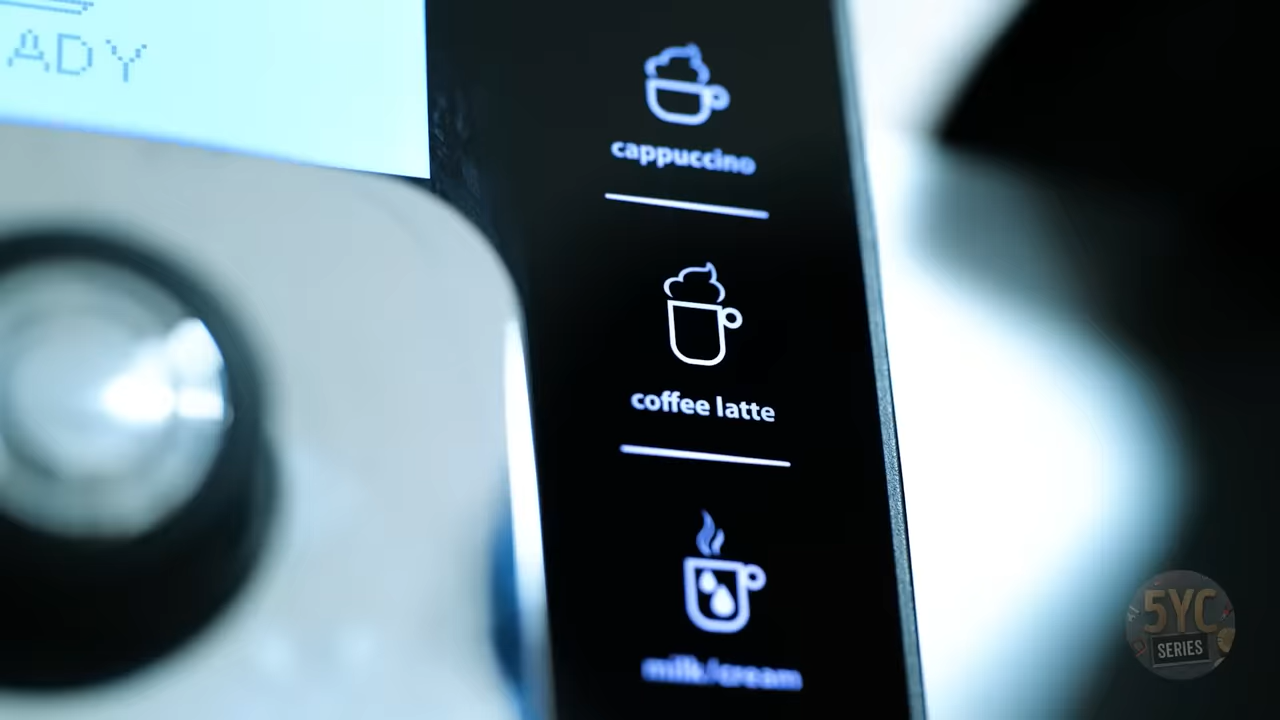 ADY
cappuccino
coffee latte
milk/cream
5YC
SERIES